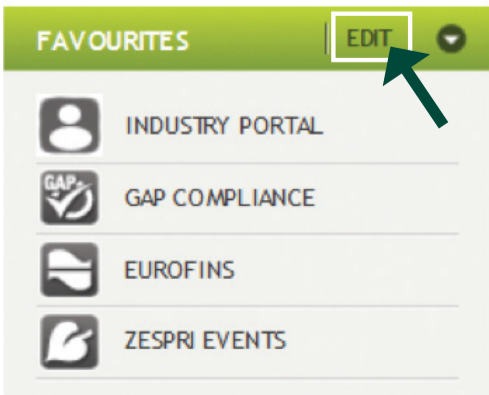 FAVOURITES EDIT
INDUSTRY PORTAL
GAP
GAP COMPLIANCE
EUROFINS
ZESPRI EVENTS